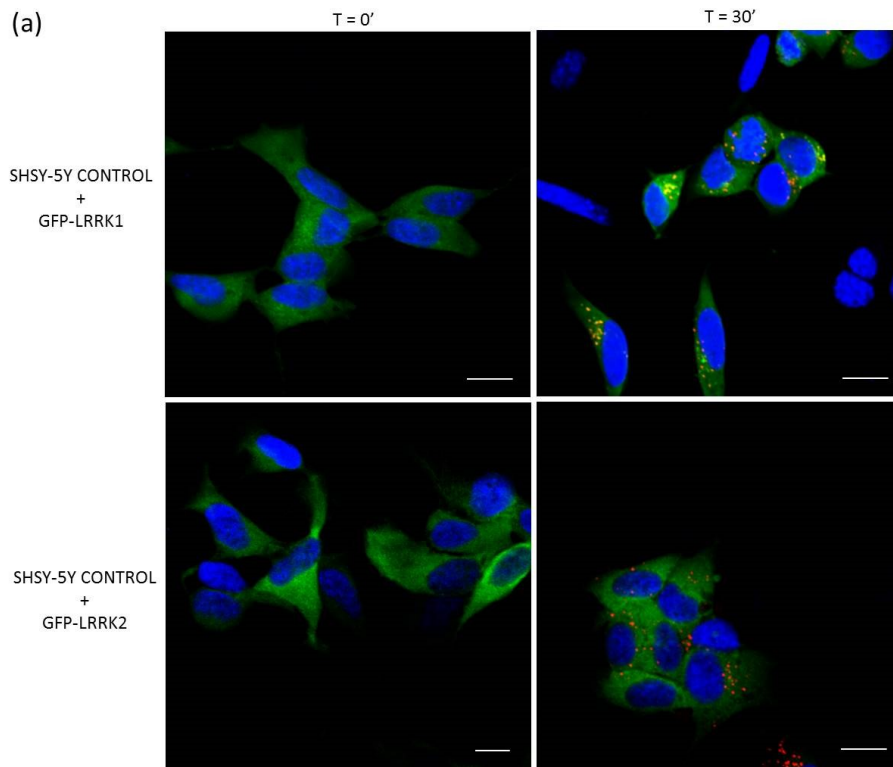 (a)
T = 0’
T = 30’
SHSY-5Y CONTROL
+
GFP-LRRK1
SHSY-5Y CONTROL
+
GFP-LRRK2